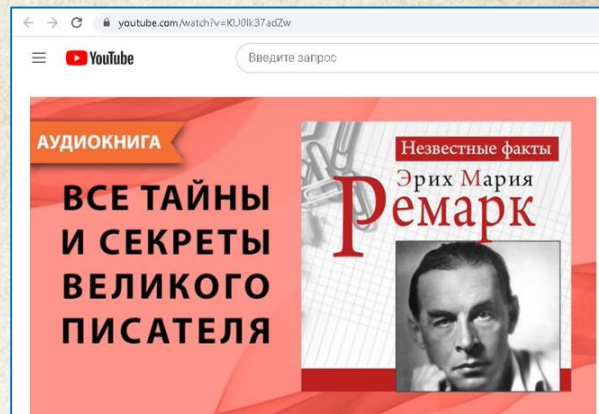 youtube.com/watch?v=KU0lk37adZw
YouTube
Введите запрос
АУДИОКНИГА
ВСЕ ТАЙНЫ
И СЕКРЕТЫ
ВЕЛИКОГО
ПИСАТЕЛЯ
Незвестные факты
Эрих Мария
Ремарк